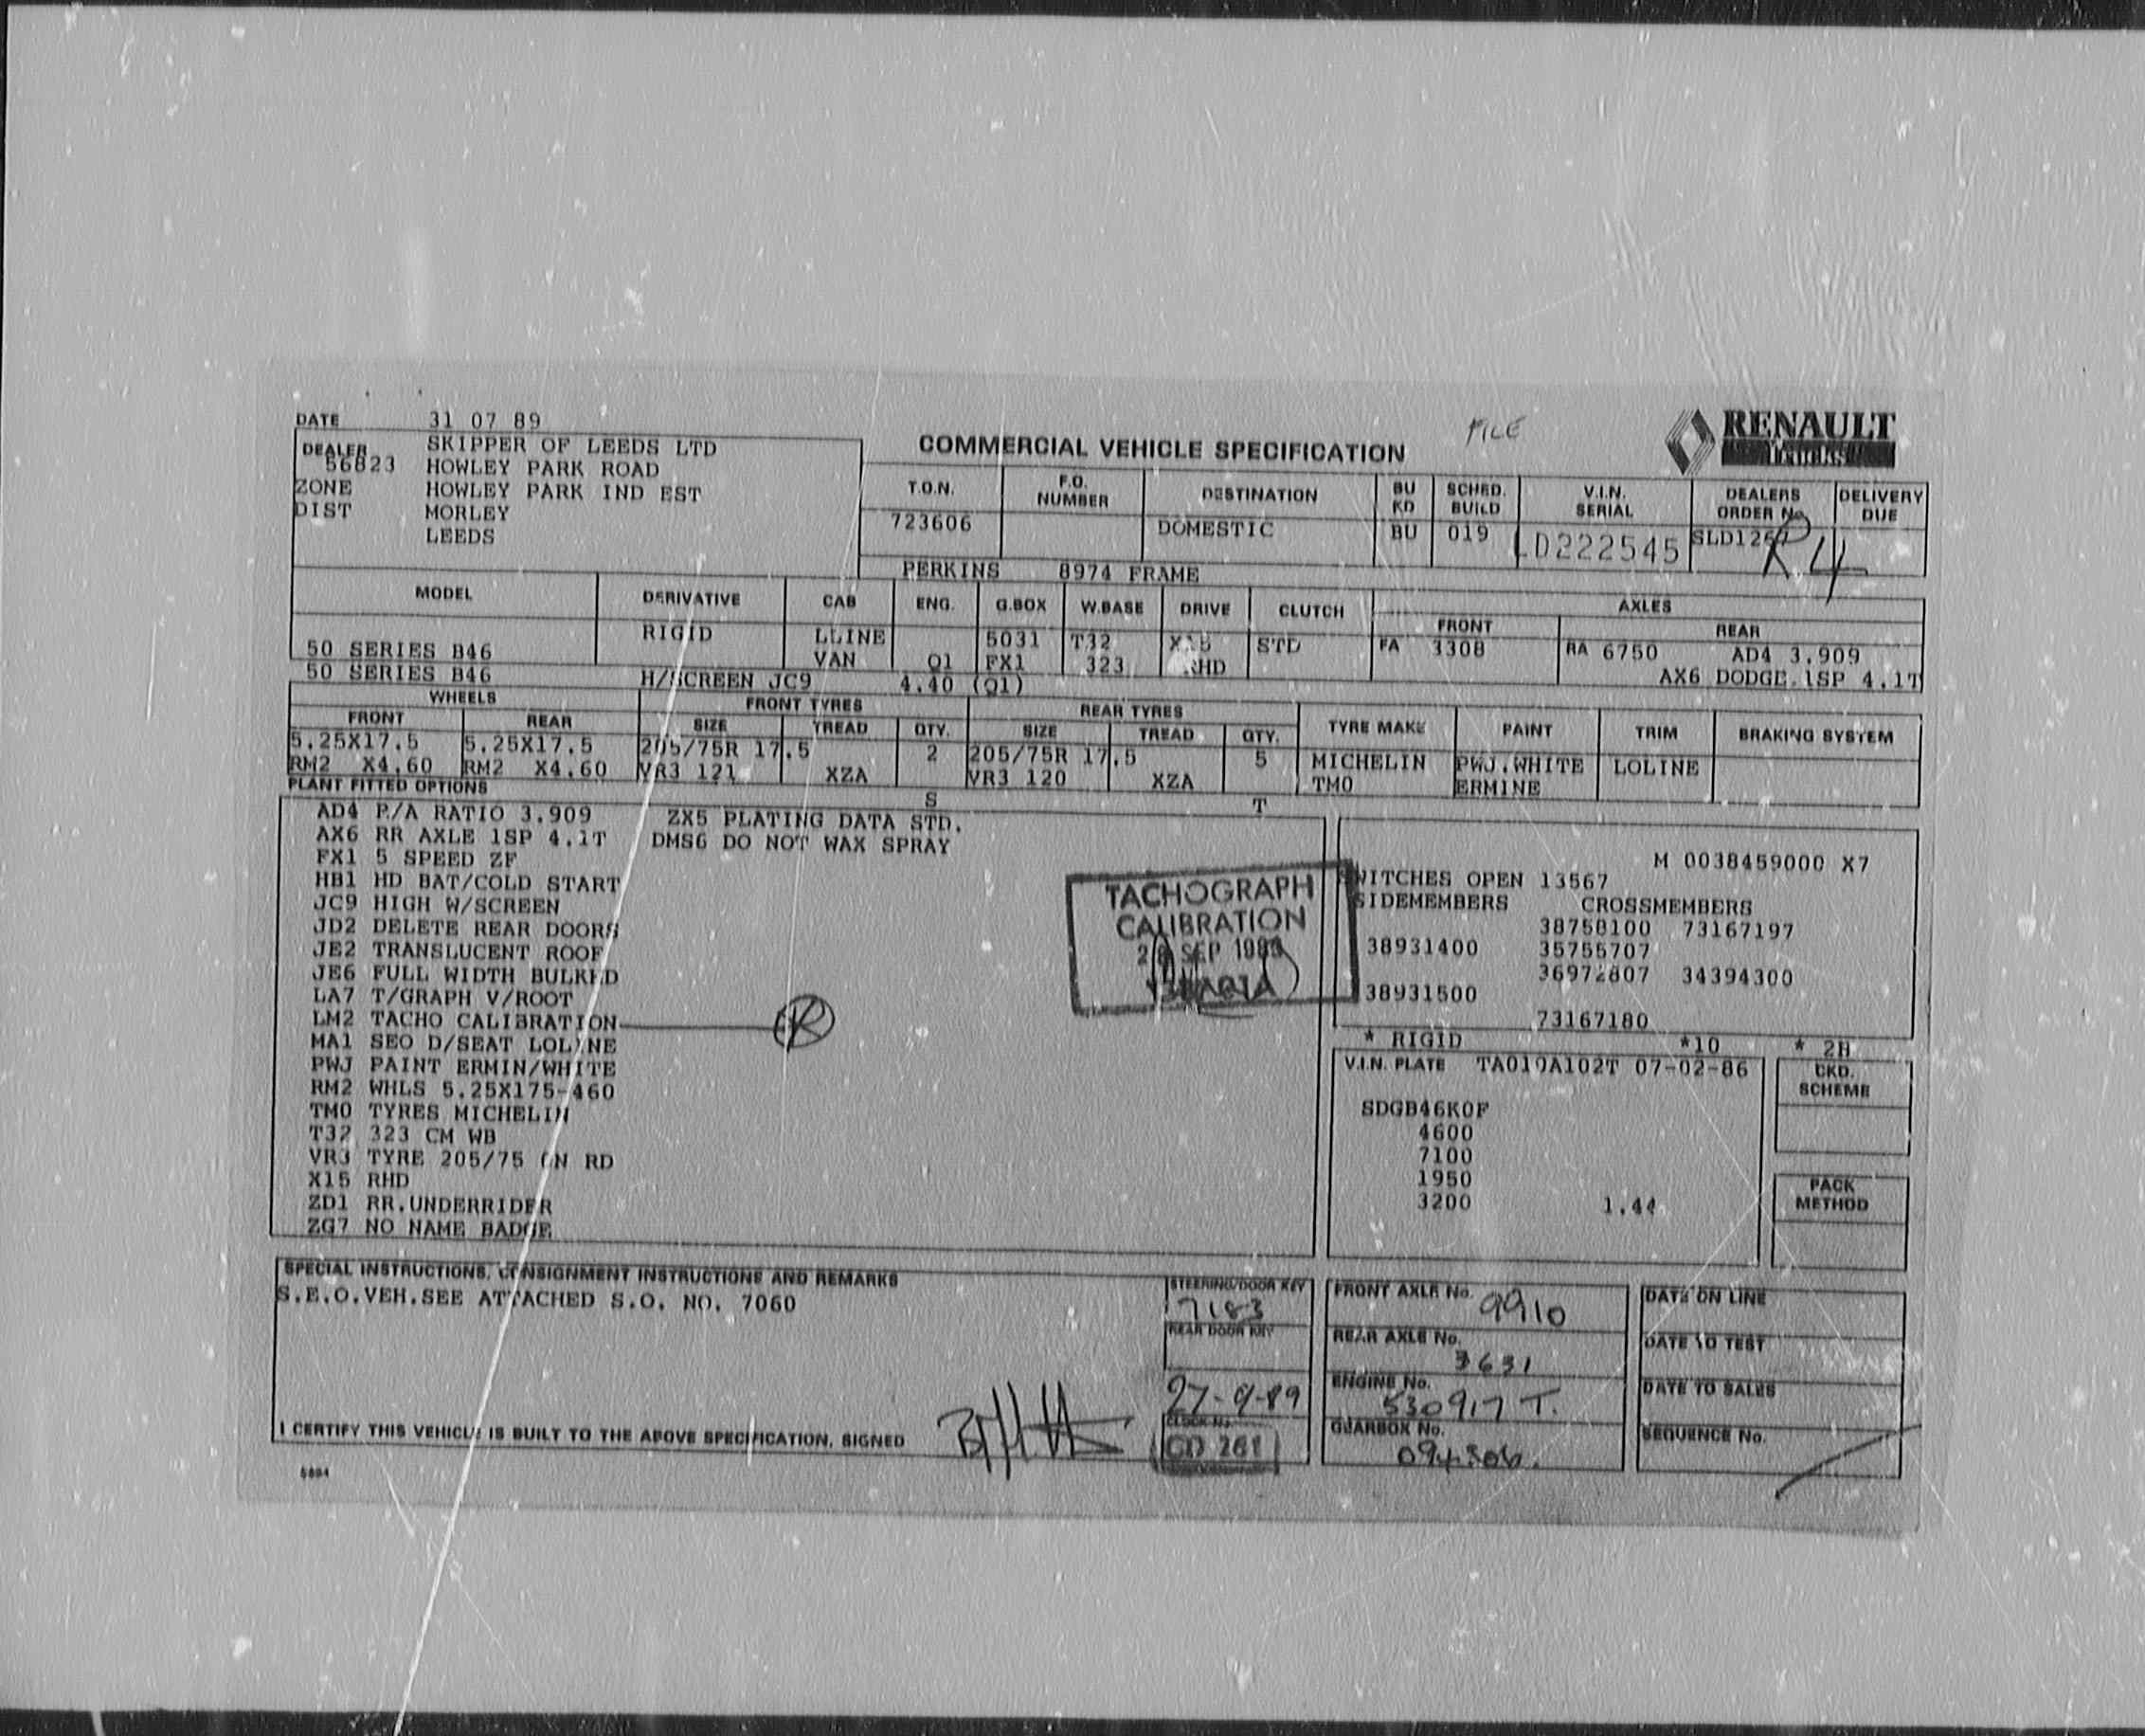 DATE 31 07 89
DEALER SKIPPER OF LEEDS LTD
56823 HOWLEY PARK ROAD
ZONE HOWLEY PARK IND EST
DIST MORLEY
LEEDS
COMMERCIAL VEHICLE SPECIFICATION
FILE
RENAULT
T.O.N. F.O. NUMBER DESTINATION BU KD SCHED. BUILD V.I.N. SERIAL DEALERS ORDER No DELIVERY DUE
723606 DOMESTIC BU 019 LD222545 R4
PERKINS 8974 FRAME
MODEL DERIVATIVE CAB ENG. G.BOX W.BASE DRIVE CLUTCH AXLES
FRONT REAR
RIGID LLINE 5031 T32 STD FA 3308 RA 6750 AD4 3.909
50 SERIES B46 VAN Q1 FX1 323 RHD AX6 DODGE.1SP 4.1T
50 SERIES B46 H/SCREEN JC9 4.40 (Q1)
WHEELS FRONT TYRES REAR TYRES
FRONT REAR SIZE TREAD QTY. SIZE TREAD QTY. TYRE MAKE PAINT TRIM BRAKING SYSTEM
5.25X17.5 5.25X17.5 205/75R 17.5 2 205/75R 17.5 5 MICHELIN PWJ.WHITE LOLINE
RM2 X4.60 RM2 X4.60 VR3 121 XZA VR3 120 XZA TM0 ERMINE
PLANT FITTED OPTIONS S T
AD4 R/A RATIO 3.909 ZX5 PLATING DATA STD.
AX6 RR AXLE 1SP 4.1T DMS6 DO NOT WAX SPRAY
FX1 5 SPEED ZF
HB1 HD BAT/COLD START
JC9 HIGH W/SCREEN
JD2 DELETE REAR DOORS
JE2 TRANSLUCENT ROOF
JE6 FULL WIDTH BULKHD
LA7 T/GRAPH V/ROOT
LM2 TACHO CALIBRATION R
MA1 SEO D/SEAT LOLINE
PWJ PAINT ERMIN/WHITE
RM2 WHLS 5.25X175-460
TM0 TYRES MICHELIN
T32 323 CM WB
VR3 TYRE 205/75 ON RD
X15 RHD
ZD1 RR.UNDERRIDER
ZG7 NO NAME BADGE
TACHOGRAPH
CALIBRATION
SEP
M 0038459000 X7
WITCHES OPEN 13567
SIDEMEMBERS CROSSMEMBERS
38758100 73167197
38931400 35755707
36972807 34394300
38931500
73167180
* RIGID *10 * 2H
V.I.N. PLATE TA019A102T 07-02-86
SDGB46K0F
4600
7100
1950
3200 1.44
CKD. SCHEME
PACK METHOD
SPECIAL INSTRUCTIONS, CONSIGNMENT INSTRUCTIONS AND REMARKS
S.E.O.VEH.SEE ATTACHED S.O. NO. 7060
I CERTIFY THIS VEHICLE IS BUILT TO THE ABOVE SPECIFICATION, SIGNED
STEERING/DOOR KEY
7183
REAR DOOR KEY
27-9-89
CLOCK No.
CD 261
FRONT AXLE No. 9910
REAR AXLE No.
3631
ENGINE No.
530917 T.
GEARBOX No.
094306.
DATE ON LINE
DATE TO TEST
DATE TO SALES
SEQUENCE No.